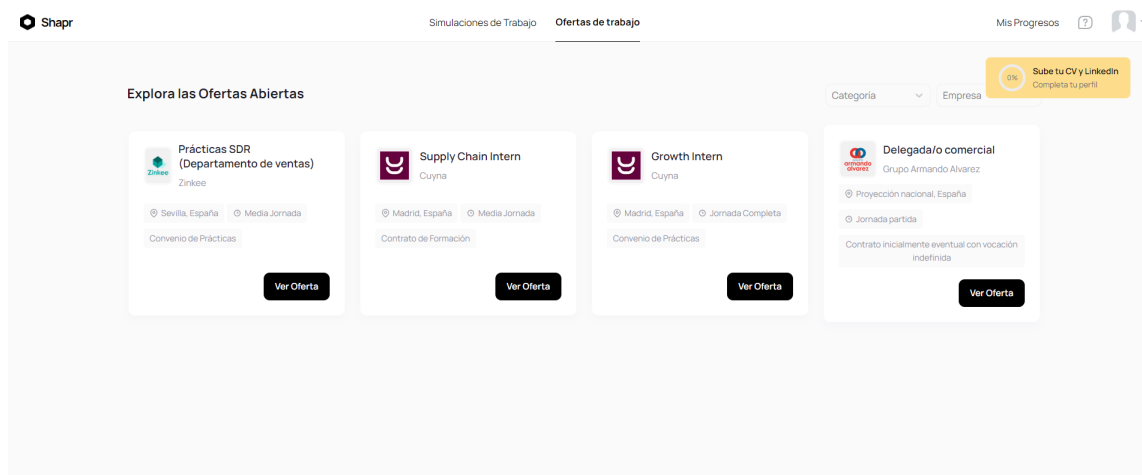 Shapr
Simulaciones de Trabajo
Ofertas de trabajo
Mis Progresos
?
0%
Sube tu CV y LinkedIn
Completa tu perfil
Explora las Ofertas Abiertas
Categoría
Empresa
Zinkee
Prácticas SDR
(Departamento de ventas)
Zinkee
Sevilla, España
Media Jornada
Convenio de Prácticas
Ver Oferta
Supply Chain Intern
Cuyna
Madrid, España
Media Jornada
Contrato de Formación
Ver Oferta
Growth Intern
Cuyna
Madrid, España
Jornada Completa
Convenio de Prácticas
Ver Oferta
armando
alvarez
Delegada/o comercial
Grupo Armando Alvarez
Proyección nacional, España
Jornada partida
Contrato inicialmente eventual con vocación
indefinida
Ver Oferta